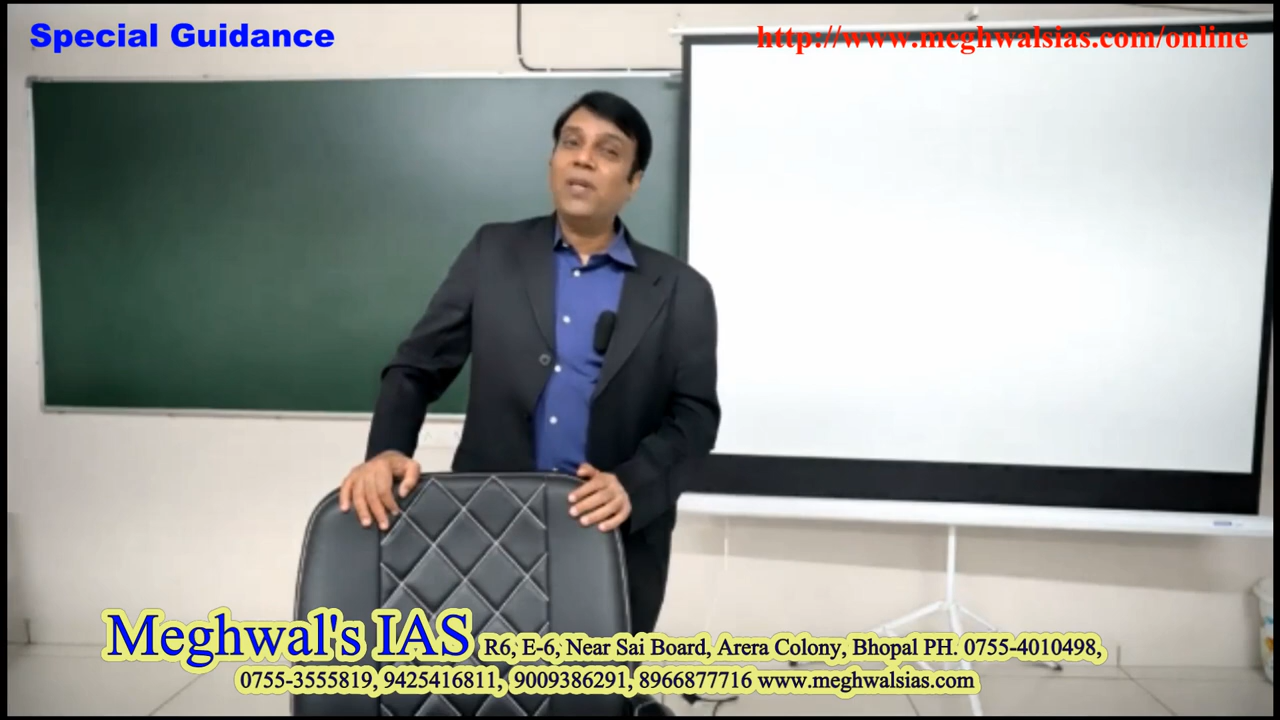 Special Guidance
http://www.meghwalsias.com/online
Meghwal's IAS R6, E-6, Near Sai Board, Arera Colony, Bhopal PH. 0755-4010498,
0755-3555819, 9425416811, 9009386291, 8966877716 www.meghwalsias.com